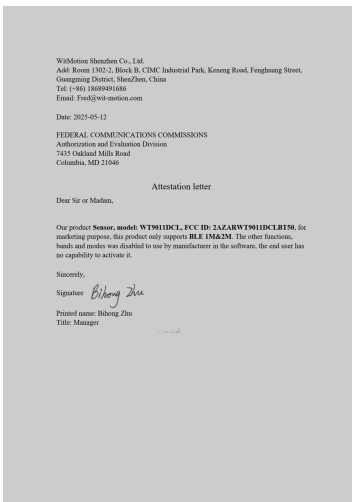 WitMotion Shenzhen Co., Ltd.
Add: Room 1302-2, Block B, CIMC Industrial Park, Keneng Road, Fenghuang Street,
Guangming District, ShenZhen, China
Tel: (+86) 18689491686
Email: Fred@wit-motion.com
Date: 2025-05-12
FEDERAL COMMUNICATIONS COMMISSIONS
Authorization and Evaluation Division
7435 Oakland Mills Road
Columbia, MD 21046
Attestation letter
Dear Sir or Madam,
Our product Sensor, model: WT9011DCL, FCC ID: 2AZARWT9011DCLBT50, for
marketing purpose, this product only supports BLE 1M&2M. The other functions,
bands and modes was disabled to use by manufacturer in the software, the end user has
no capability to activate it.
Sincerely,
Signature Bihong Zhu
Printed name: Bihong Zhu
Title: Manager